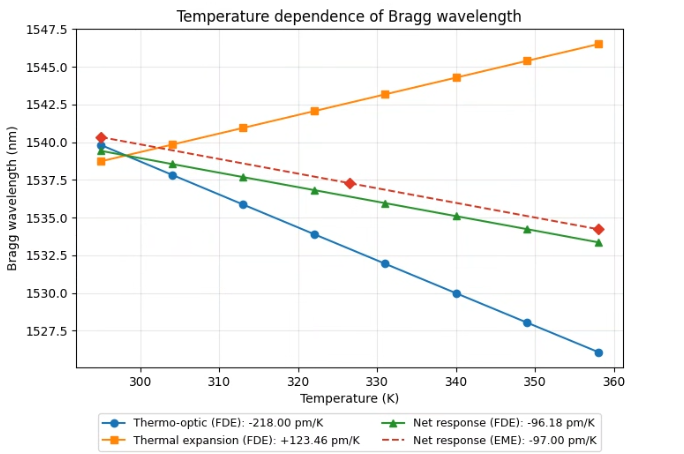 Temperature dependence of Bragg wavelength
Bragg wavelength (nm)
1547.5
1545.0
1542.5
1540.0
1537.5
1535.0
1532.5
1530.0
1527.5
300
310
320
330
340
350
360
Temperature (K)
Thermo-optic (FDE): -218.00 pm/K
Thermal expansion (FDE): +123.46 pm/K
Net response (FDE): -96.18 pm/K
Net response (EME): -97.00 pm/K